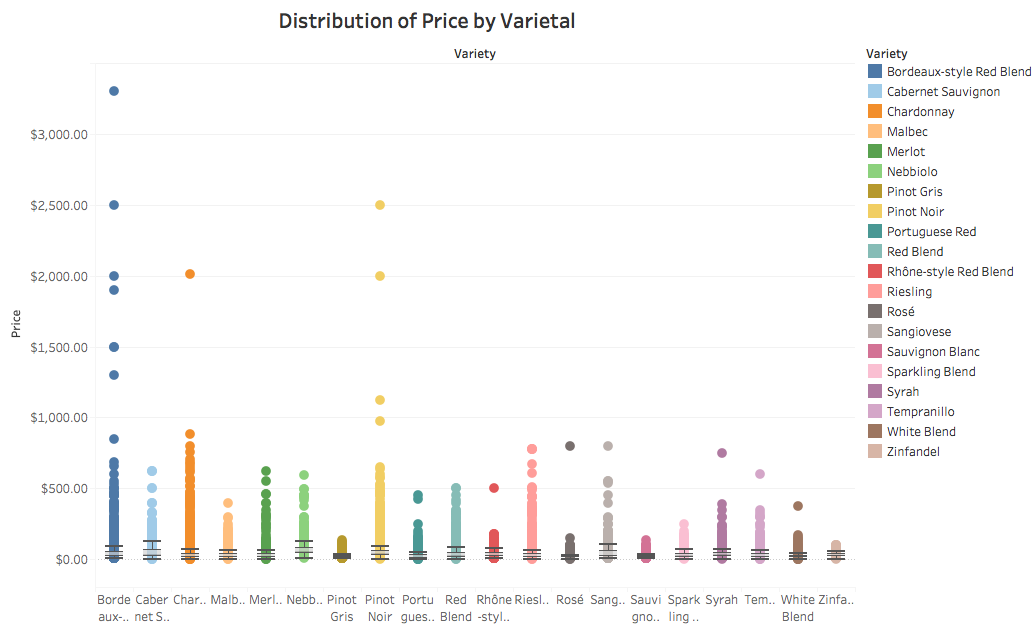 Distribution of Price by Varietal
Variety
Variety
Bordeaux-style Red Blend
Cabernet Sauvignon
Chardonnay
Malbec
Merlot
Nebbiolo
Pinot Gris
Pinot Noir
Portuguese Red
Red Blend
Rhône-style Red Blend
Riesling
Rosé
Sangiovese
Sauvignon Blanc
Sparkling Blend
Syrah
Tempranillo
White Blend
Zinfandel
Price
$3,000.00
$2,500.00
$2,000.00
$1,500.00
$1,000.00
$500.00
$0.00
Borde Caber Char.. Malb.. Merl.. Nebb.. Pinot Pinot Portu Red Rhône Riesl.. Rosé Sang.. Sauvi Spark Syrah Tem.. White Zinfa..
aux-.. net S.. Gris Noir gues.. Blend -styl.. gno.. ling .. Blend